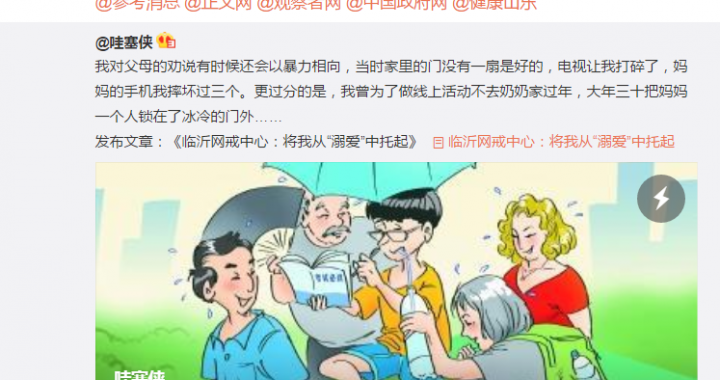 @参考消息 @正义网 @观察者网 @中国政府网 @健康山东
@哇塞侠
我对父母的劝说有时候还会以暴力相向，当时家里的门没有一扇是好的，电视让我打碎了，妈
妈的手机我摔坏过三个。更过分的是，我曾为了做线上活动不去奶奶家过年，大年三十把妈妈
一个人锁在了冰冷的门外……
发布文章：《临沂网戒中心：将我从“溺爱”中托起》 临沂网戒中心：将我从“溺爱”中托起
哇塞侠